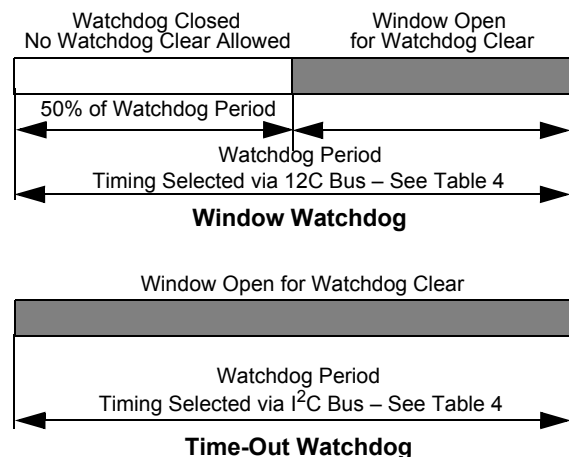 Watchdog Closed
No Watchdog Clear Allowed
Window Open
for Watchdog Clear
50% of Watchdog Period
Watchdog Period
Timing Selected via 12C Bus – See Table 4
Window Watchdog
Window Open for Watchdog Clear
Watchdog Period
Timing Selected via I²C Bus – See Table 4
Time-Out Watchdog